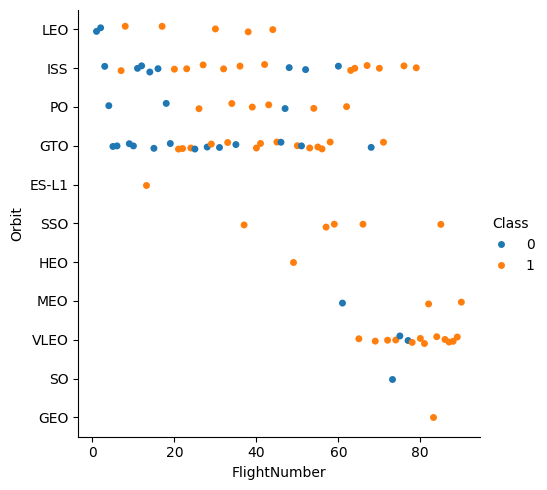 LEO
ISS
PO
GTO
ES-L1
SSO
HEO
MEO
VLEO
SO
GEO
Orbit
0 20 40 60 80
FlightNumber
Class
0
1